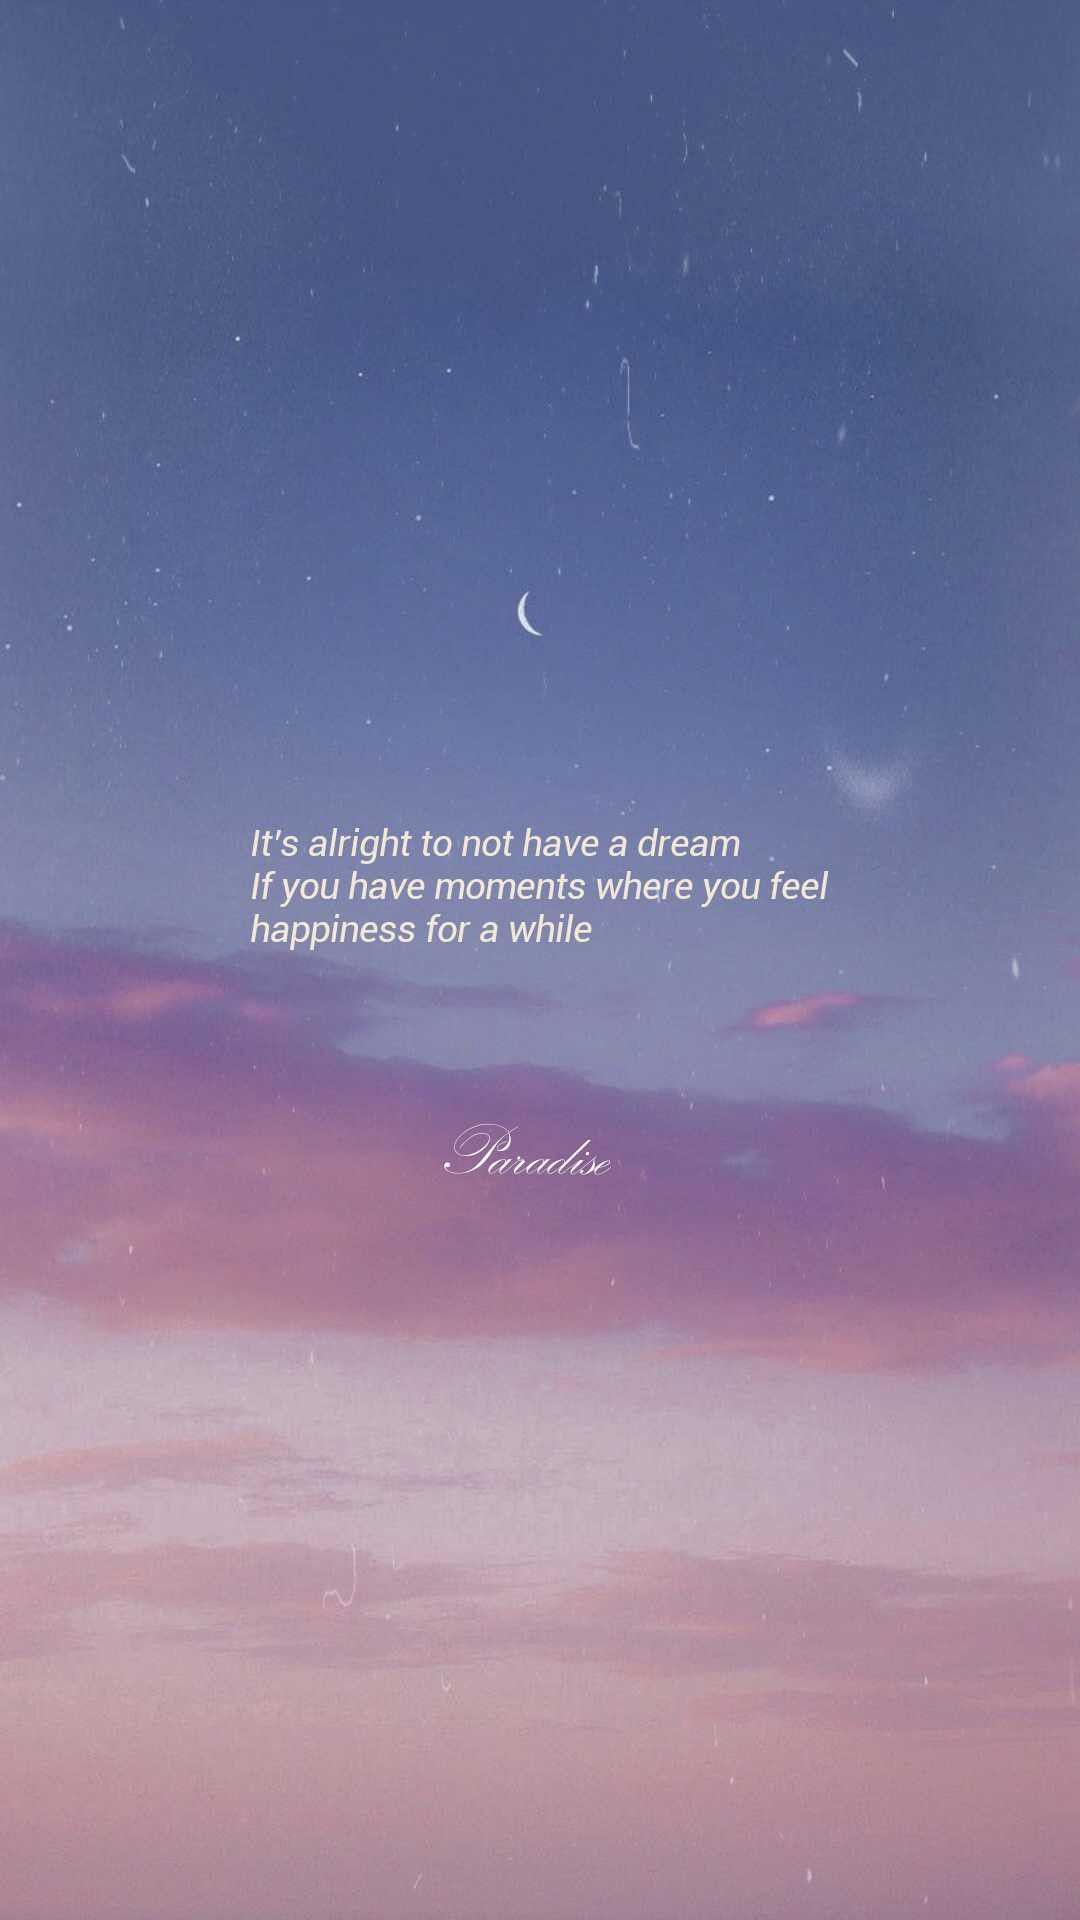 It's alright to not have a dream
If you have moments where you feel
happiness for a while
Paradise